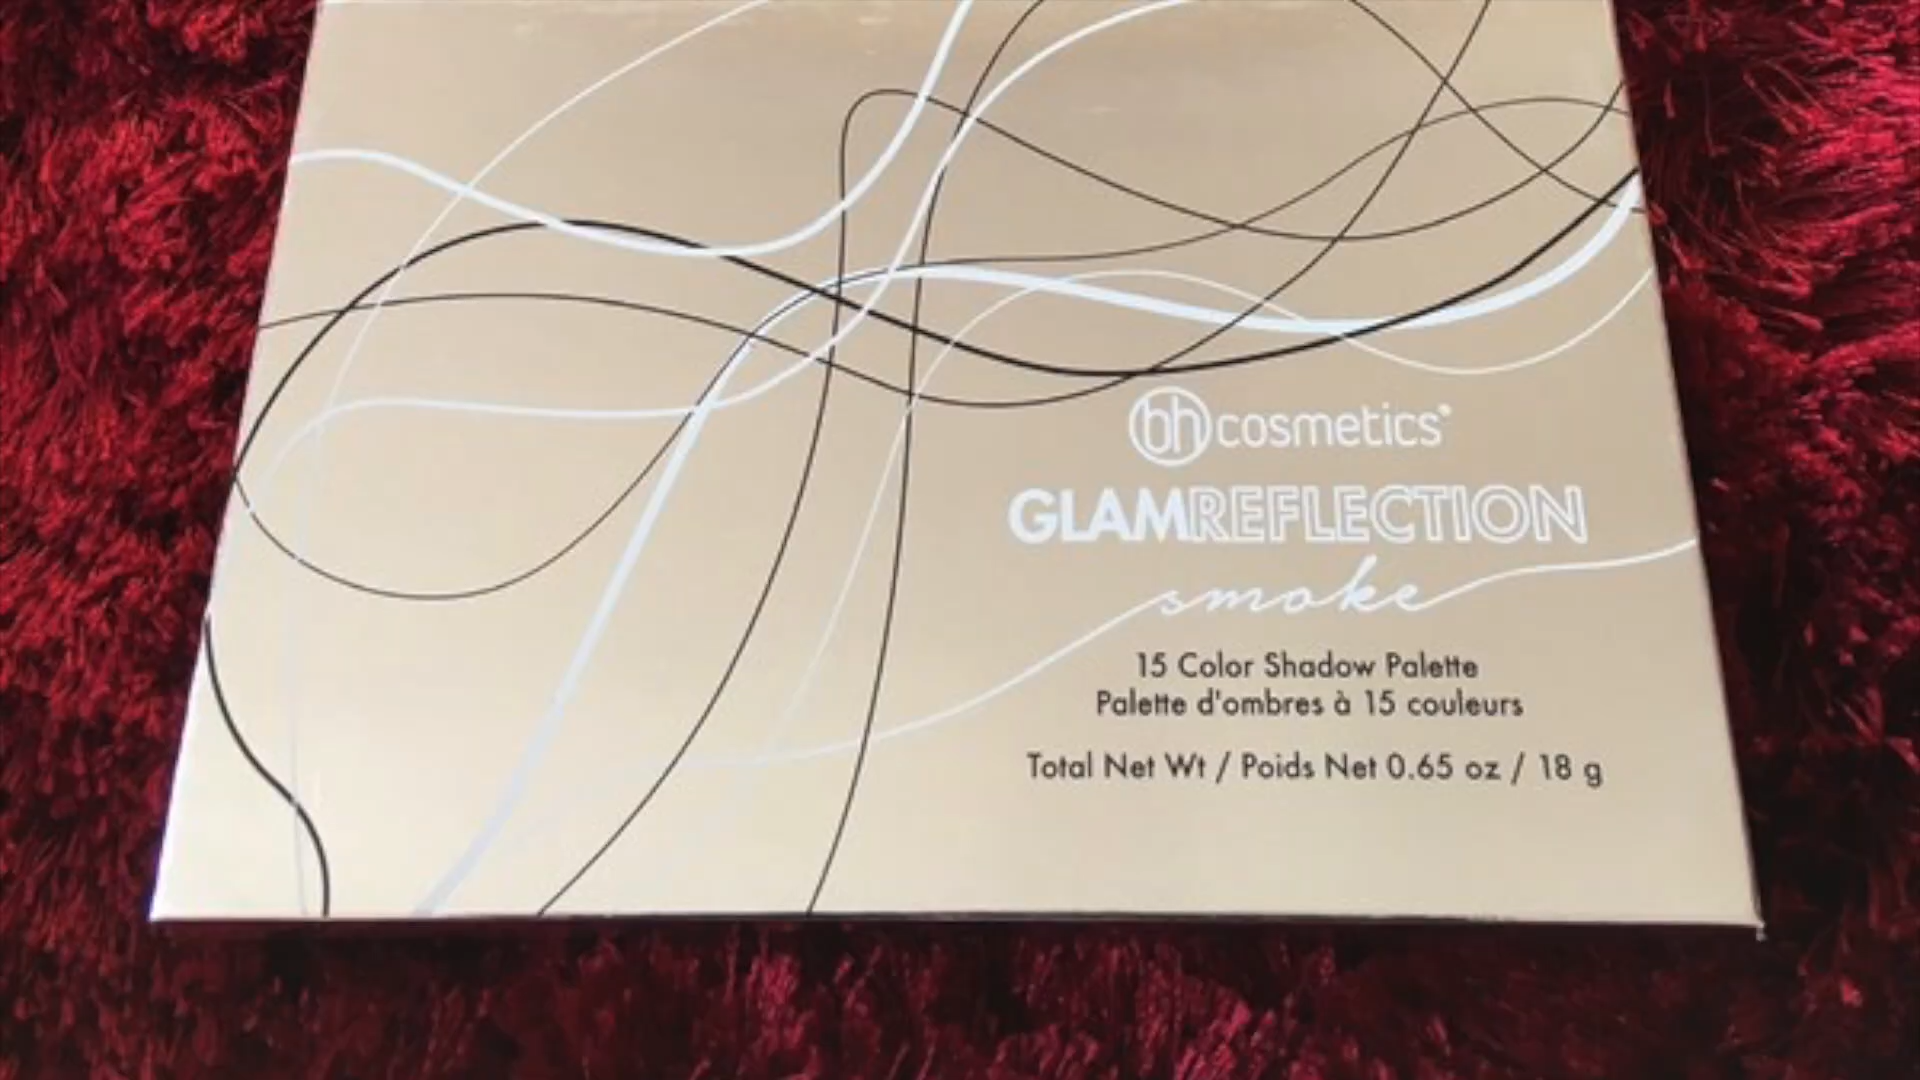 bh cosmetics®
GLAMREFLECTION
smoke
15 Color Shadow Palette
Palette d'ombres à 15 couleurs
Total Net Wt / Poids Net 0.65 oz / 18 g